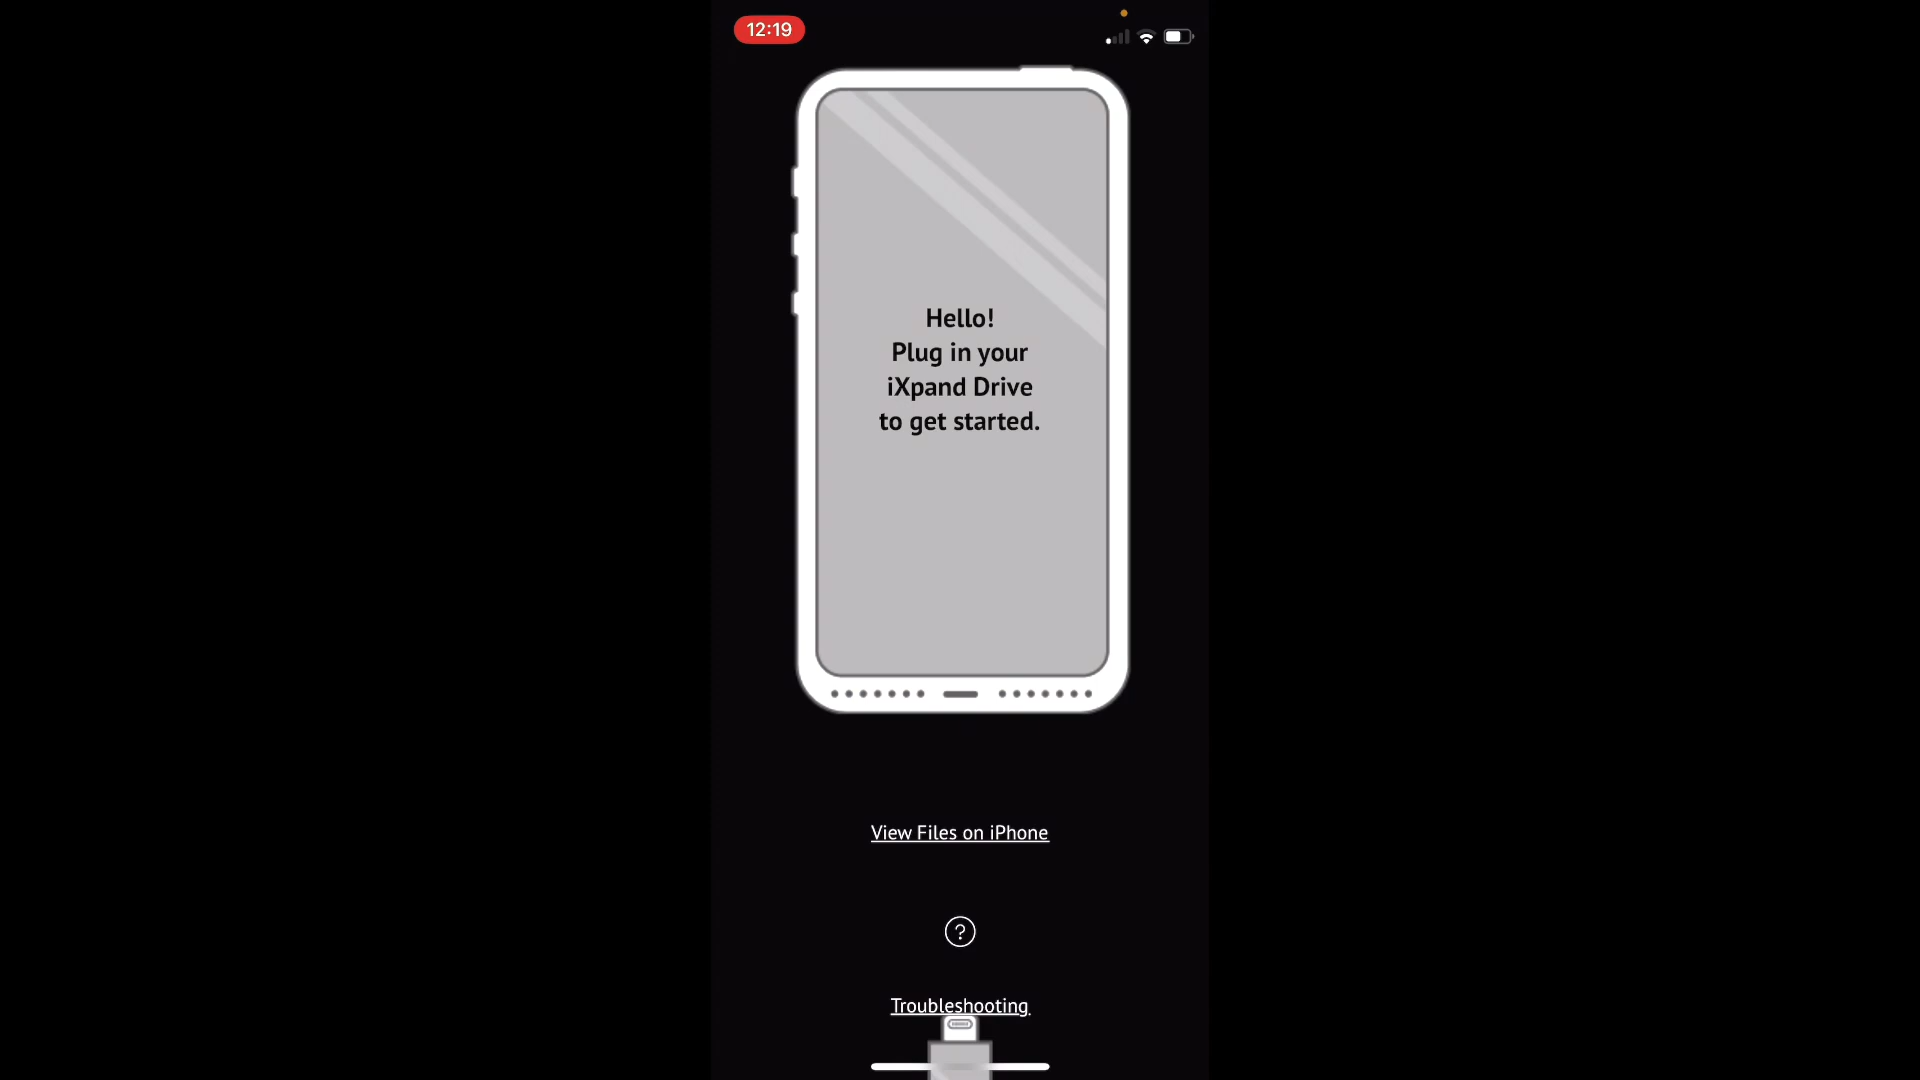 12:19
Hello!
Plug in your
iXpand Drive
to get started.
View Files on iPhone
?
Troubleshooting